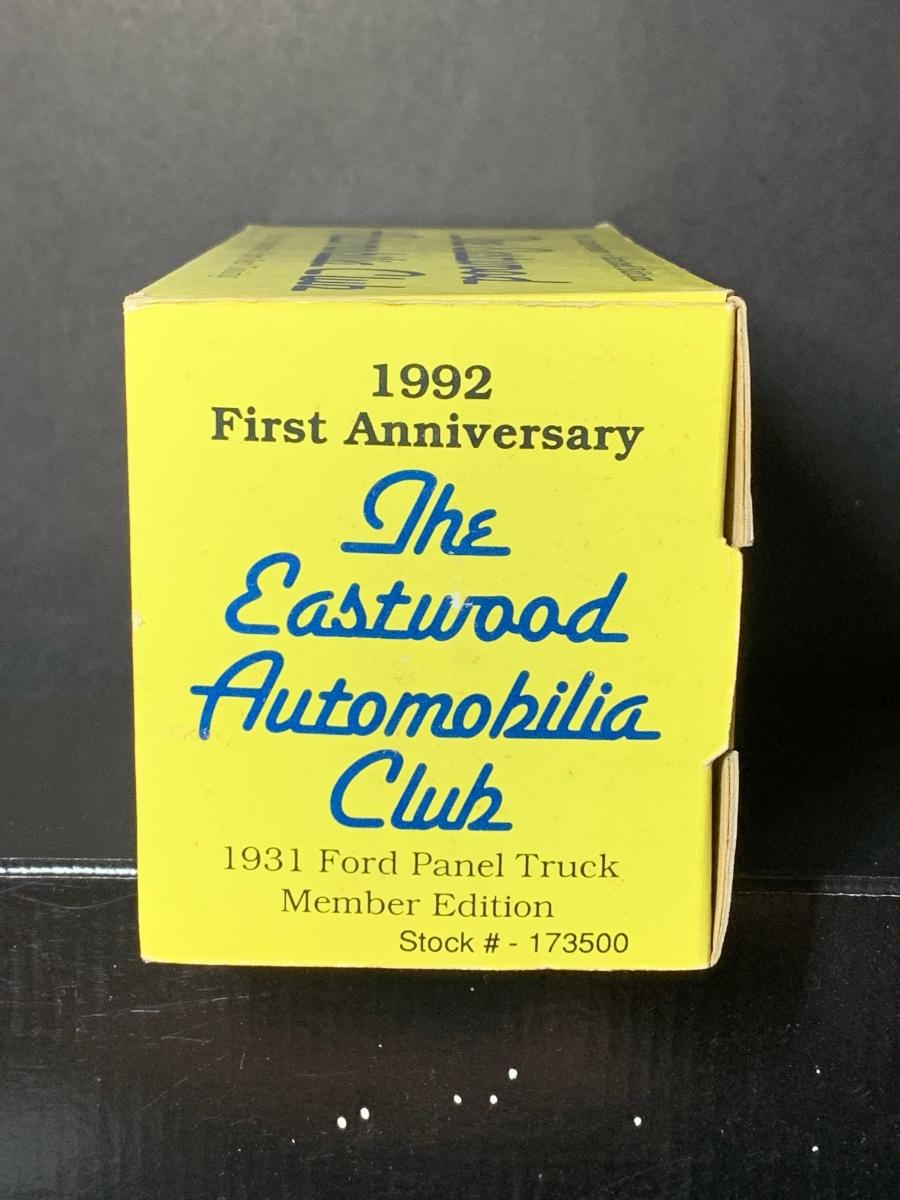 1992
First Anniversary
The
Eastwood
Automobilia
Club
1931 Ford Panel Truck
Member Edition
Stock # - 173500